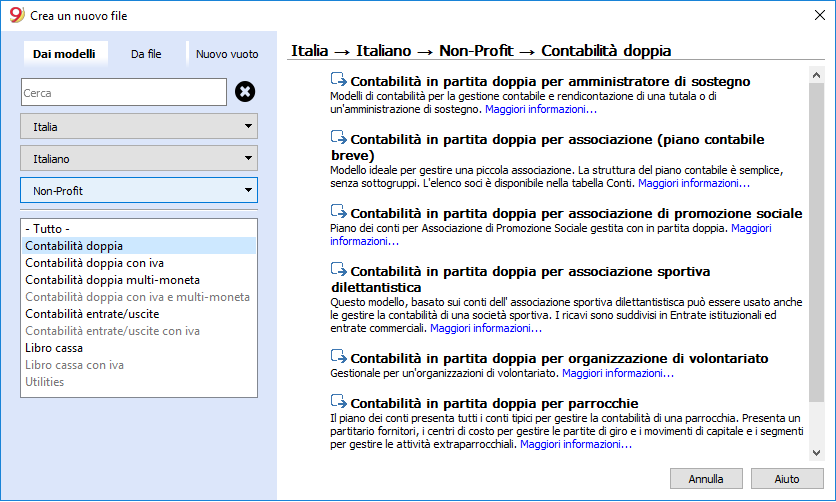 Crea un nuovo file
Dai modelli
Da file
Nuovo vuoto
Cerca
Italia
Italiano
Non-Profit
- Tutto -
Contabilità doppia
Contabilità doppia con iva
Contabilità doppia multi-moneta
Contabilità doppia con iva e multi-moneta
Contabilità entrate/uscite
Contabilità entrate/uscite con iva
Libro cassa
Libro cassa con iva
Utilities
Italia → Italiano → Non-Profit → Contabilità doppia
Contabilità in partita doppia per amministratore di sostegno
Modelli di contabilità per la gestione contabile e rendicontazione di una tutala o di
un'amministrazione di sostegno. Maggiori informazioni...
Contabilità in partita doppia per associazione (piano contabile
breve)
Modello ideale per gestire una piccola associazione. La struttura del piano contabile è semplice,
senza sottogruppi. L'elenco soci è disponibile nella tabella Conti. Maggiori informazioni...
Contabilità in partita doppia per associazione di promozione sociale
Piano dei conti per Associazione di Promozione Sociale gestita con in partita doppia. Maggiori
informazioni...
Contabilità in partita doppia per associazione sportiva
dilettantistica
Questo modello, basato sui conti dell' associazione sportiva dilettantistisca può essere usato anche
le gestire la contabilità di una società sportiva. I ricavi sono suddivisi in Entrate istituzionali ed
entrate commerciali. Maggiori informazioni...
Contabilità in partita doppia per organizzazione di volontariato
Gestionale per un'organizzazioni di volontariato. Maggiori informazioni...
Contabilità in partita doppia per parrocchie
Il piano dei conti presenta tutti i conti tipici per gestire la contabilità di una parrocchia. Presenta un
partitario fornitori, i centri di costo per gestire le partite di giro e i movimenti di capitale e i segmenti
per gestire le attività extraparrocchiali. Maggiori informazioni...
Annulla
Aiuto